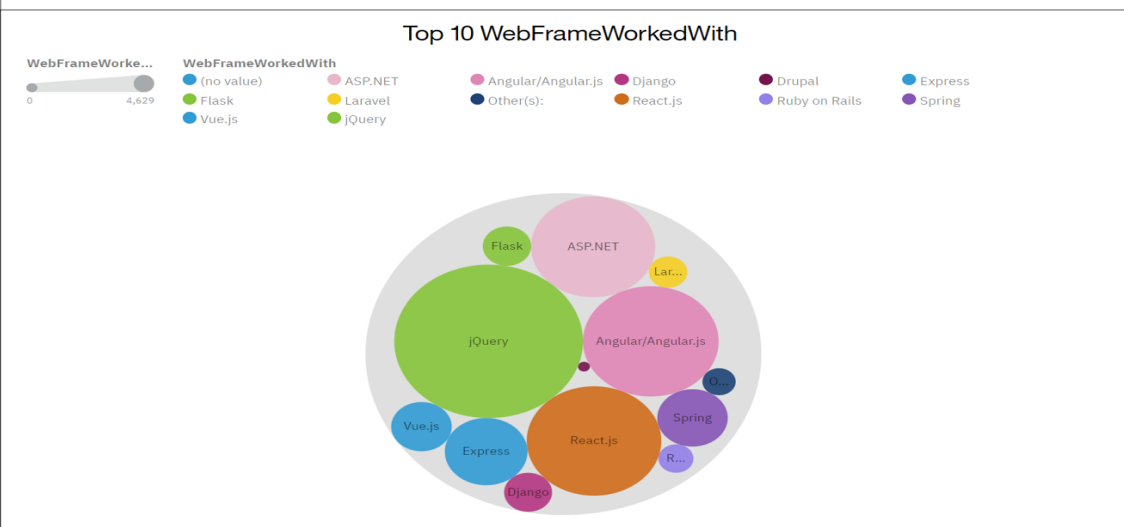 Top 10 WebFrameWorkedWith
WebFrameWorke...
0 4,629
WebFrameWorkedWith
(no value) ASP.NET Angular/Angular.js Django Drupal Express
Flask Laravel Other(s): React.js Ruby on Rails Spring
Vue.js jQuery
Flask
ASP.NET
Lar...
jQuery
Angular/Angular.js
O...
Spring
Vue.js
React.js
Express
R...
Django